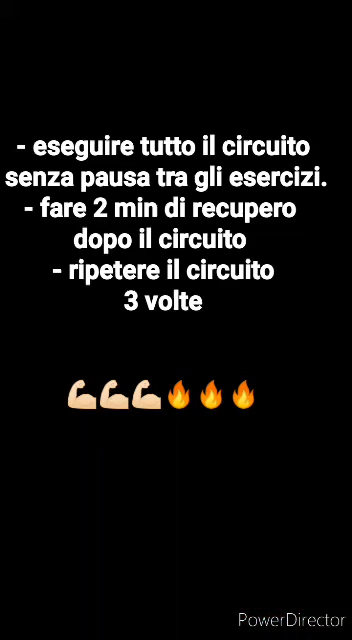 - eseguire tutto il circuito
senza pausa tra gli esercizi.
- fare 2 min di recupero
dopo il circuito
- ripetere il circuito
3 volte
💪🏻💪🏻💪🏻🔥🔥🔥
PowerDirector